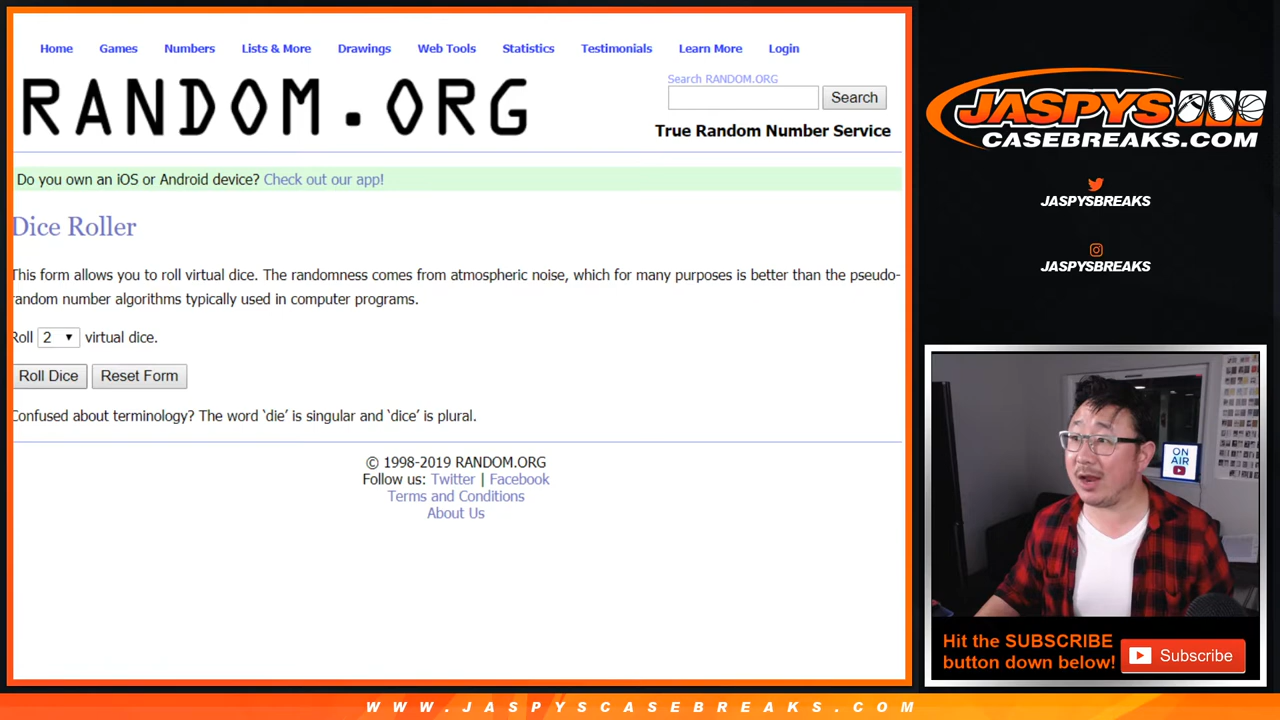 Home Games Numbers Lists & More Drawings Web Tools Statistics Testimonials Learn More Login
RANDOM.ORG
Search RANDOM.ORG
Search
True Random Number Service
Do you own an iOS or Android device? Check out our app!
Dice Roller
This form allows you to roll virtual dice. The randomness comes from atmospheric noise, which for many purposes is better than the pseudo-
random number algorithms typically used in computer programs.
Roll 2 virtual dice.
Roll Dice Reset Form
Confused about terminology? The word ‘die’ is singular and ‘dice’ is plural.
© 1998-2019 RANDOM.ORG
Follow us: Twitter | Facebook
Terms and Conditions
About Us
JASPYS
CASEBREAKS.COM
JASPYSBREAKS
JASPYSBREAKS
ON
AIR
Hit the SUBSCRIBE
button down below!
Subscribe
WWW.JASPYSCASEBREAKS.COM